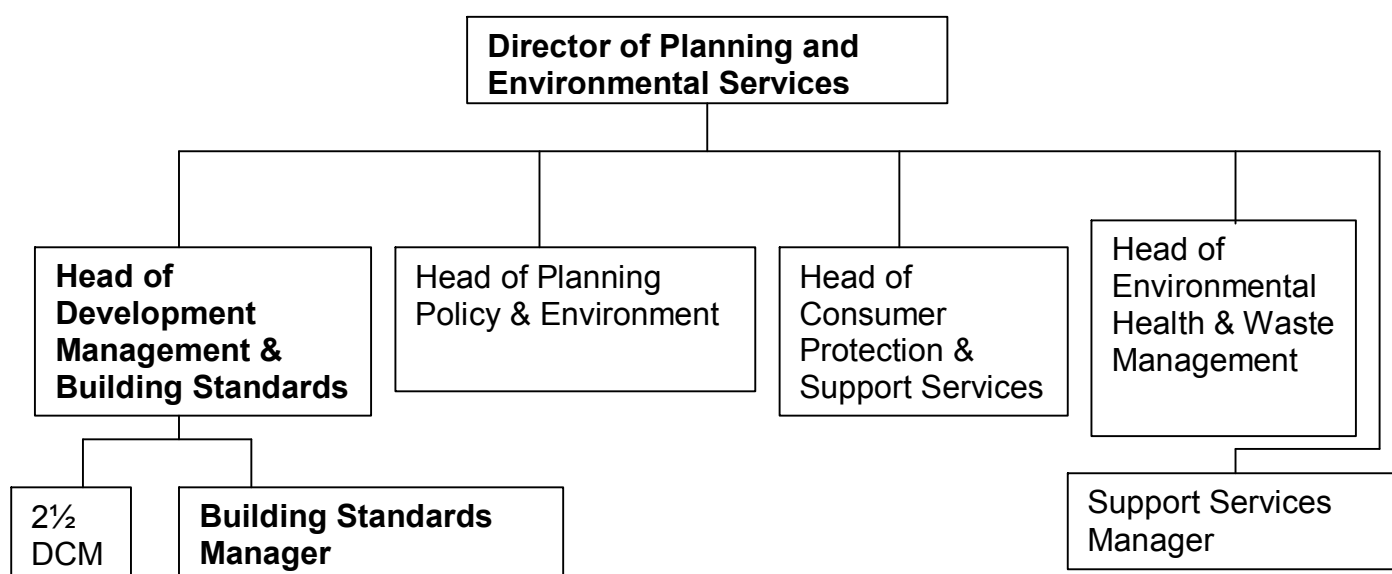 Director of Planning and
Environmental Services
Head of
Development
Management &
Building Standards
Head of Planning
Policy & Environment
Head of
Consumer
Protection &
Support Services
Head of
Environmental
Health & Waste
Management
2½
DCM
Building Standards
Manager
Support Services
Manager